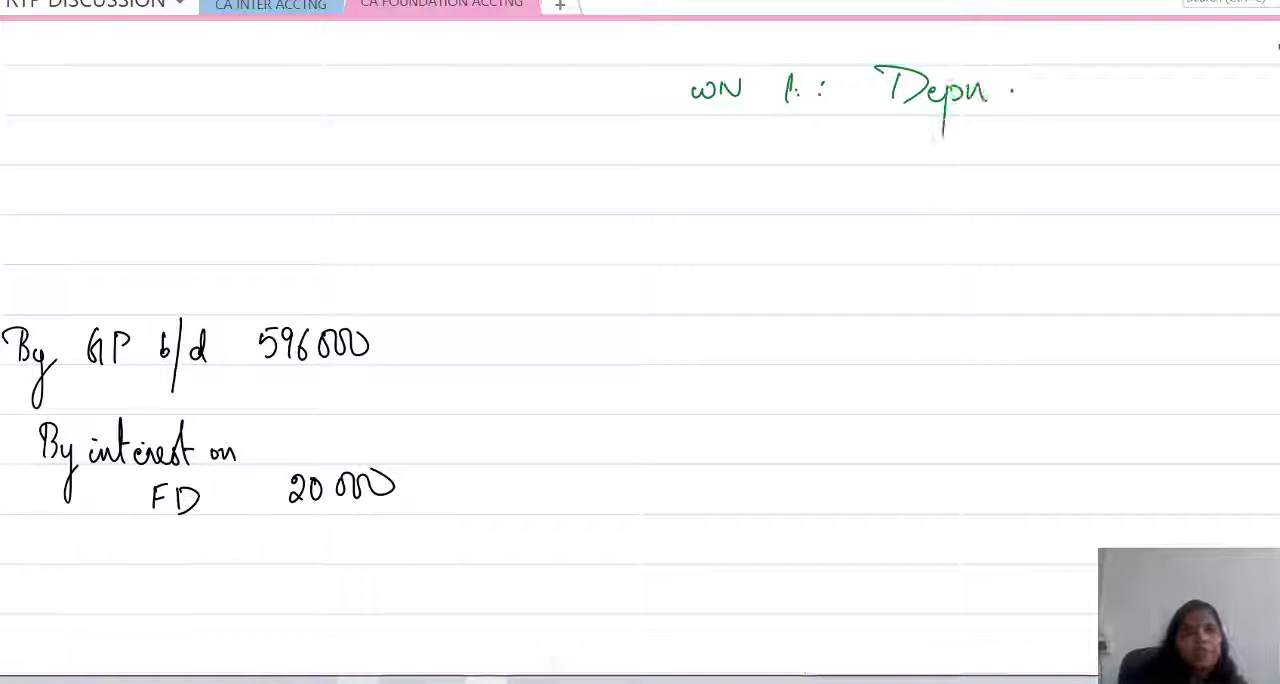 RTP DISCUSSION
CA INTER ACCTNG
CA FOUNDATION ACCTNG
+
WN 1: Depn.
By GP b/d 596000
By interest on
FD 20000